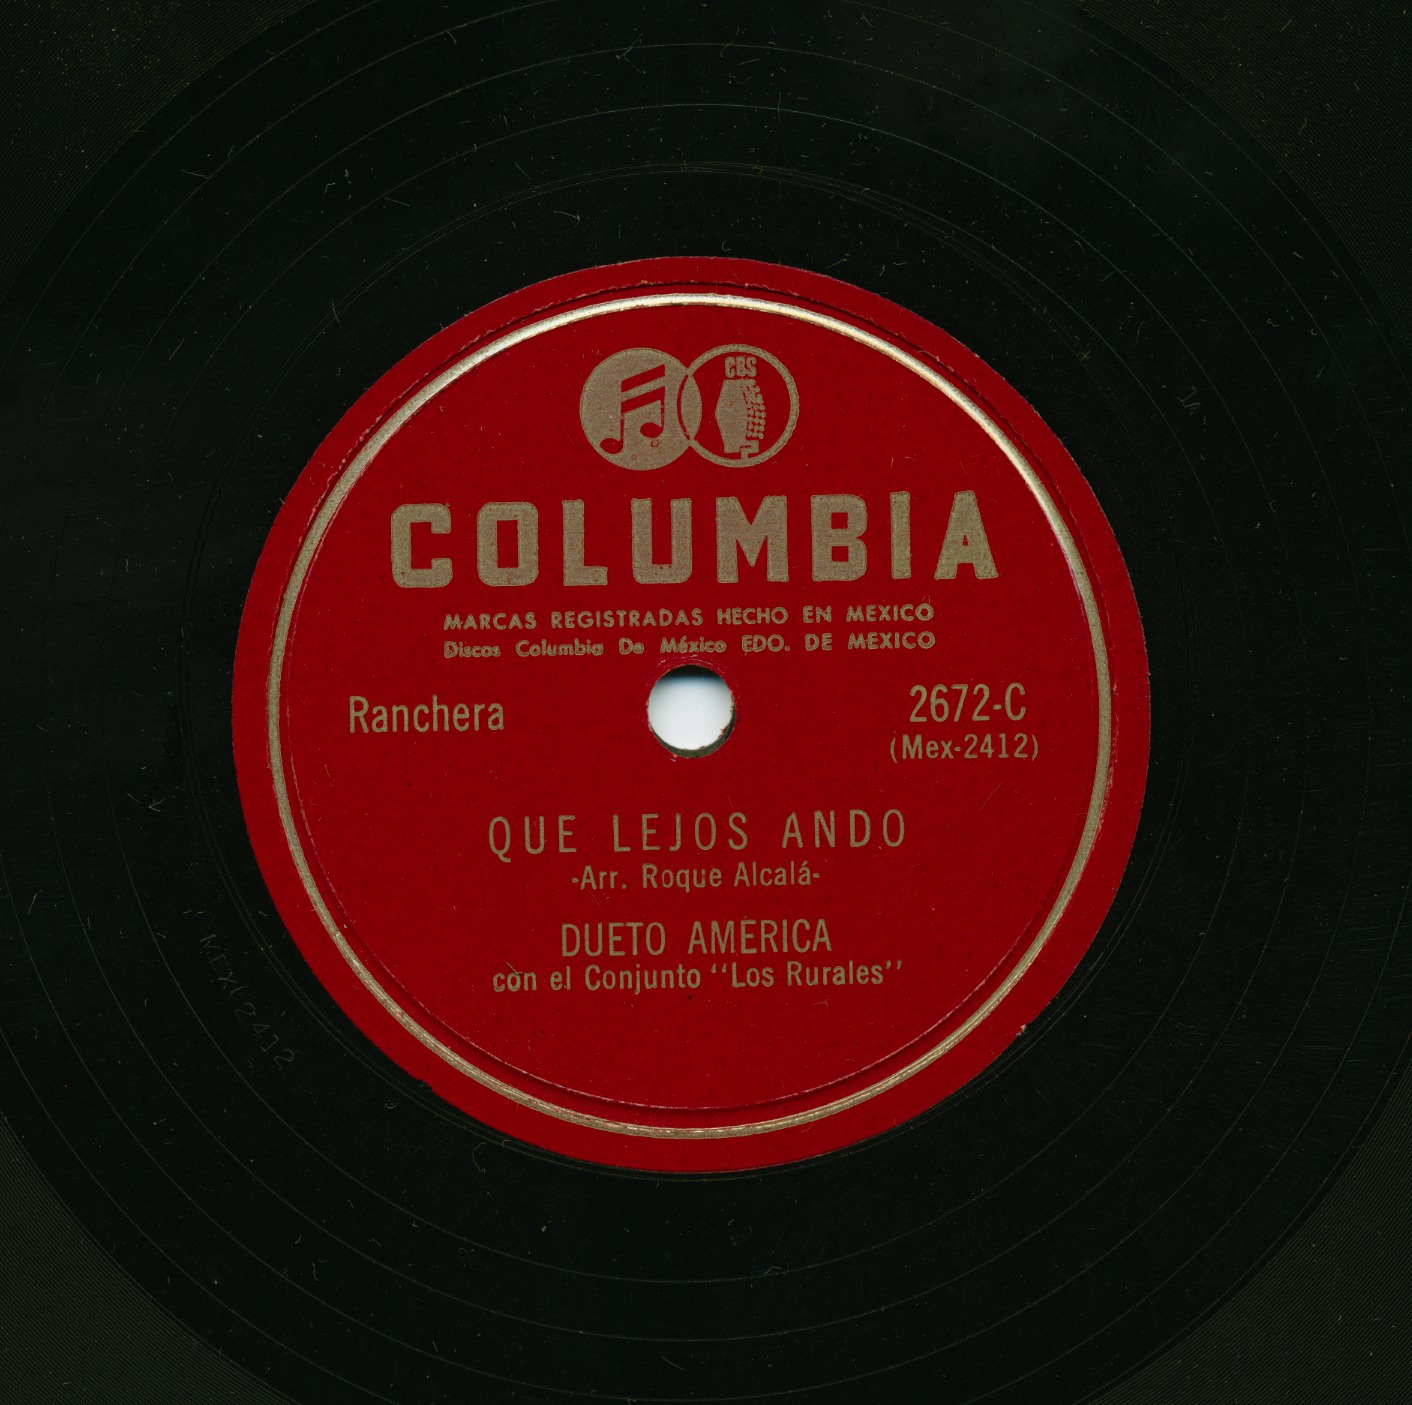 CBS
COLUMBIA
MARCAS REGISTRADAS HECHO EN MEXICO
Discos Columbia De México EDO. DE MEXICO
Ranchera
2672-C
(Mex-2412)
QUE LEJOS ANDO
-Arr. Roque Alcalá-
DUETO AMERICA
con el Conjunto "Los Rurales"
MEX 2412